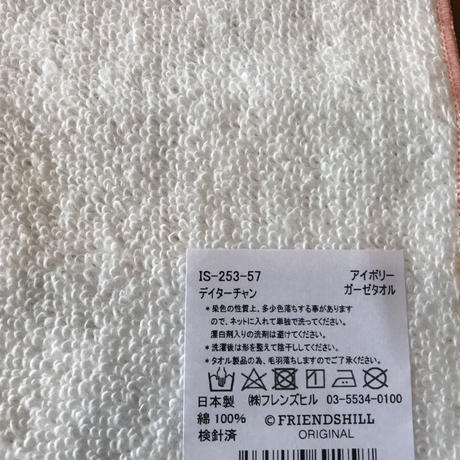 IS-253-57 アイボリー
デイターチャン ガーゼタオル
*染色の性質上、多少色落ちする事があります
ので、ネットに入れて単独で洗ってください。
漂白剤入りの洗剤は避けてください。
*洗濯後は形を整えて陰干ししてください。
*タオル製品の為、毛羽落ちしますのでご了承ください。
日本製 (株)フレンズヒル 03-5534-0100
綿 100% © FRIENDSHILL
検針済 ORIGINAL